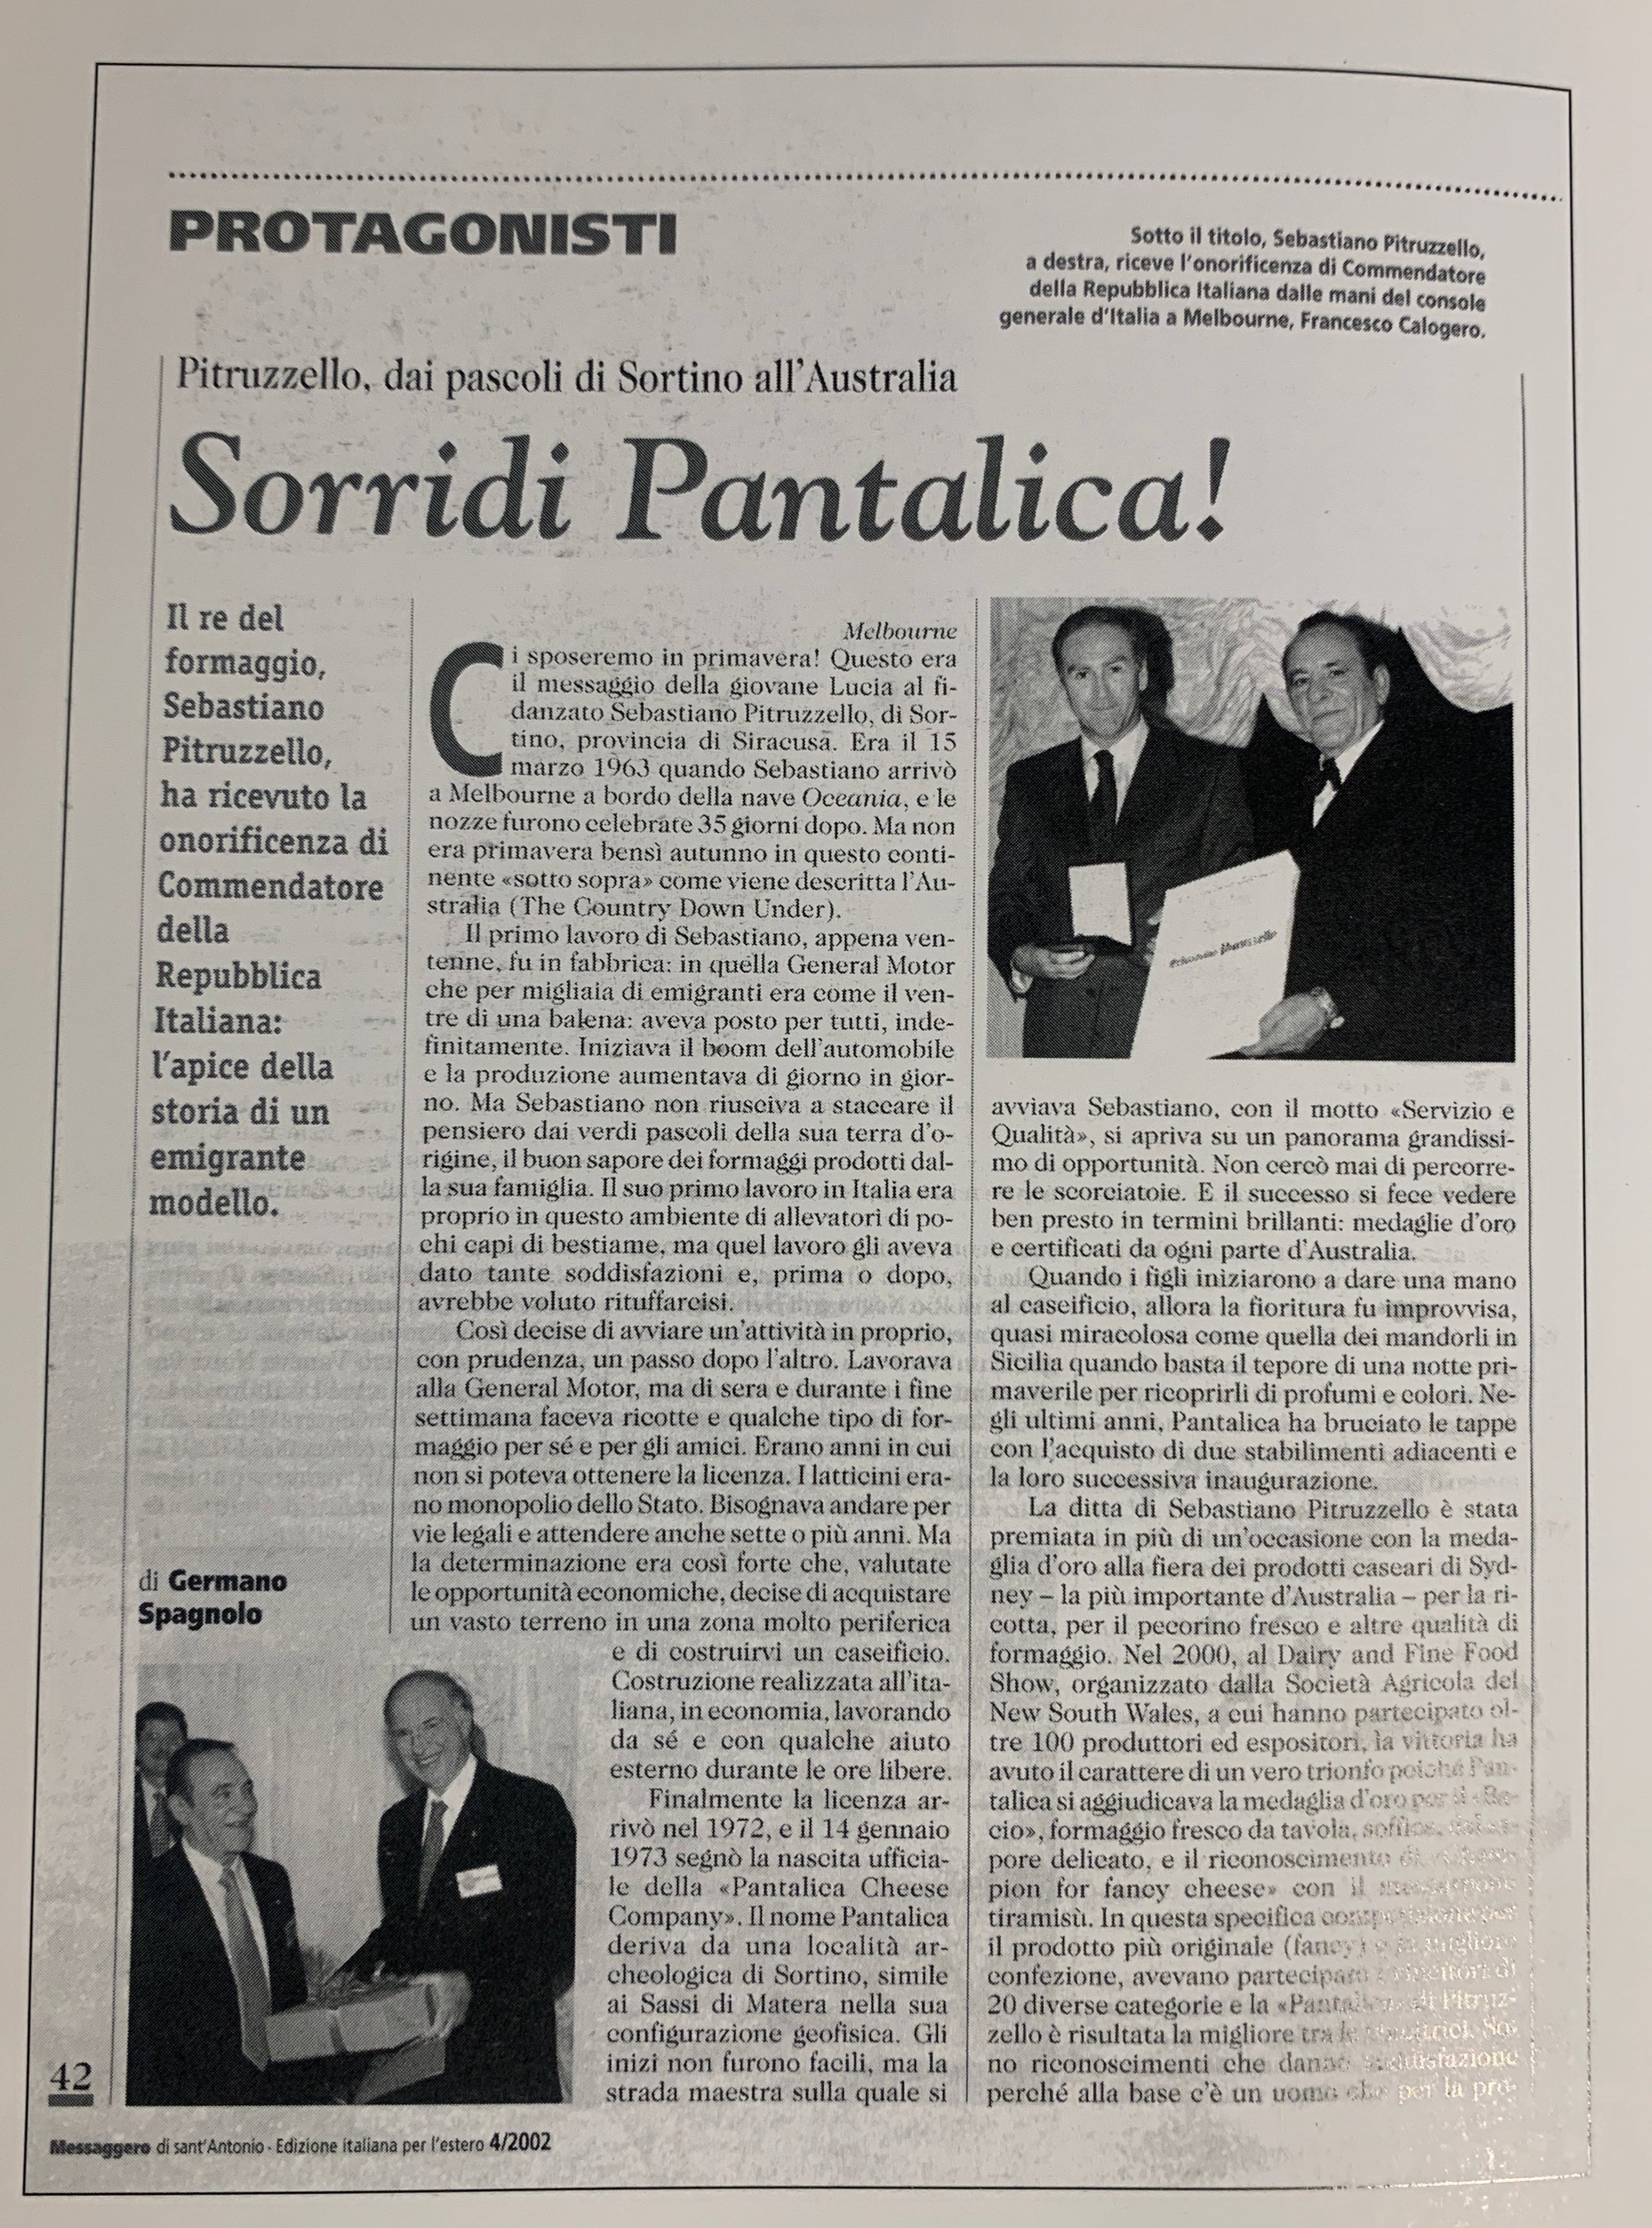 PROTAGONISTI
Sotto il titolo, Sebastiano Pitruzzello,
a destra, riceve l'onorificenza di Commendatore
della Repubblica Italiana dalle mani del console
generale d'Italia a Melbourne, Francesco Calogero.
Pitruzzello, dai pascoli di Sortino all'Australia
Sorridi Pantalica!
Il re del
formaggio,
Sebastiano
Pitruzzello,
ha ricevuto la
onorificenza di
Commendatore
della
Repubblica
Italiana:
l'apice della
storia di un
emigrante
modello.
di Germano
Spagnolo
Melbourne
Ci sposeremo in primavera! Questo era
il messaggio della giovane Lucia al fi-
danzato Sebastiano Pitruzzello, di Sor-
tino, provincia di Siracusa. Era il 15
marzo 1963 quando Sebastiano arrivò
a Melbourne a bordo della nave Oceania, e le
nozze furono celebrate 35 giorni dopo. Ma non
era primavera bensì autunno in questo conti-
nente «sotto sopra» come viene descritta l'Au-
stralia (The Country Down Under).
Il primo lavoro di Sebastiano, appena ven-
tenne, fu in fabbrica: in quella General Motor
che per migliaia di emigranti era come il ven-
tre di una balena: aveva posto per tutti, inde-
finitamente. Iniziava il boom dell'automobile
e la produzione aumentava di giorno in gior-
no. Ma Sebastiano non riusciva a staccare il
pensiero dai verdi pascoli della sua terra d'o-
rigine, il buon sapore dei formaggi prodotti dal-
la sua famiglia. Il suo primo lavoro in Italia era
proprio in questo ambiente di allevatori di po-
chi capi di bestiame, ma quel lavoro gli aveva
dato tante soddisfazioni e, prima o dopo,
avrebbe voluto rituffarcisi.
Così decise di avviare un'attività in proprio,
con prudenza, un passo dopo l'altro. Lavorava
alla General Motor, ma di sera e durante i fine
settimana faceva ricotte e qualche tipo di for-
maggio per sé e per gli amici. Erano anni in cui
non si poteva ottenere la licenza. I latticini era-
no monopolio dello Stato. Bisognava andare per
vie legali e attendere anche sette o più anni. Ma
la determinazione era così forte che, valutate
le opportunità economiche, decise di acquistare
un vasto terreno in una zona molto periferica
e di costruirvi un caseificio.
Costruzione realizzata all'ita-
liana, in economia, lavorando
da sé e con qualche aiuto
esterno durante le ore libere.
Finalmente la licenza ar-
rivò nel 1972, e il 14 gennaio
1973 segnò la nascita ufficia-
le della «Pantalica Cheese
Company». Il nome Pantalica
deriva da una località ar-
cheologica di Sortino, simile
ai Sassi di Matera nella sua
configurazione geofisica. Gli
inizi non furono facili, ma la
strada maestra sulla quale si
avviava Sebastiano, con il motto «Servizio e
Qualità», si apriva su un panorama grandissi-
mo di opportunità. Non cercò mai di percorre-
re le scorciatoie. E il successo si fece vedere
ben presto in termini brillanti: medaglie d'oro
e certificati da ogni parte d'Australia.
Quando i figli iniziarono a dare una mano
al caseificio, allora la fioritura fu improvvisa,
quasi miracolosa come quella dei mandorli in
Sicilia quando basta il tepore di una notte pri-
maverile per ricoprirli di profumi e colori. Ne-
gli ultimi anni, Pantalica ha bruciato le tappe
con l'acquisto di due stabilimenti adiacenti e
la loro successiva inaugurazione.
La ditta di Sebastiano Pitruzzello è stata
premiata in più di un'occasione con la meda-
glia d'oro alla fiera dei prodotti caseari di Syd-
ney – la più importante d'Australia – per la ri-
cotta, per il pecorino fresco e altre qualità di
formaggio. Nel 2000, al Dairy and Fine Food
Show, organizzato dalla Società Agricola del
New South Wales, a cui hanno partecipato ol-
tre 100 produttori ed espositori, la vittoria ha
avuto il carattere di un vero trionfo poiché Pan-
talica si aggiudicava la medaglia d'oro per il «Ba-
cio», formaggio fresco da tavola, soffice, dal sa-
pore delicato, e il riconoscimento di
pion for fancy cheese» con il mascarpone
tiramisù. In questa specifica competizione per
il prodotto più originale (fancy) e la migliore
confezione, avevano partecipato i vincitori di
20 diverse categorie e la «Pantalica» di Pitruz-
zello è risultata la migliore tra le vincitrici. So-
no riconoscimenti che danno soddisfazione
perché alla base c'è un uomo che per la pro-
42
Messaggero di sant'Antonio - Edizione italiana per l'estero 4/2002